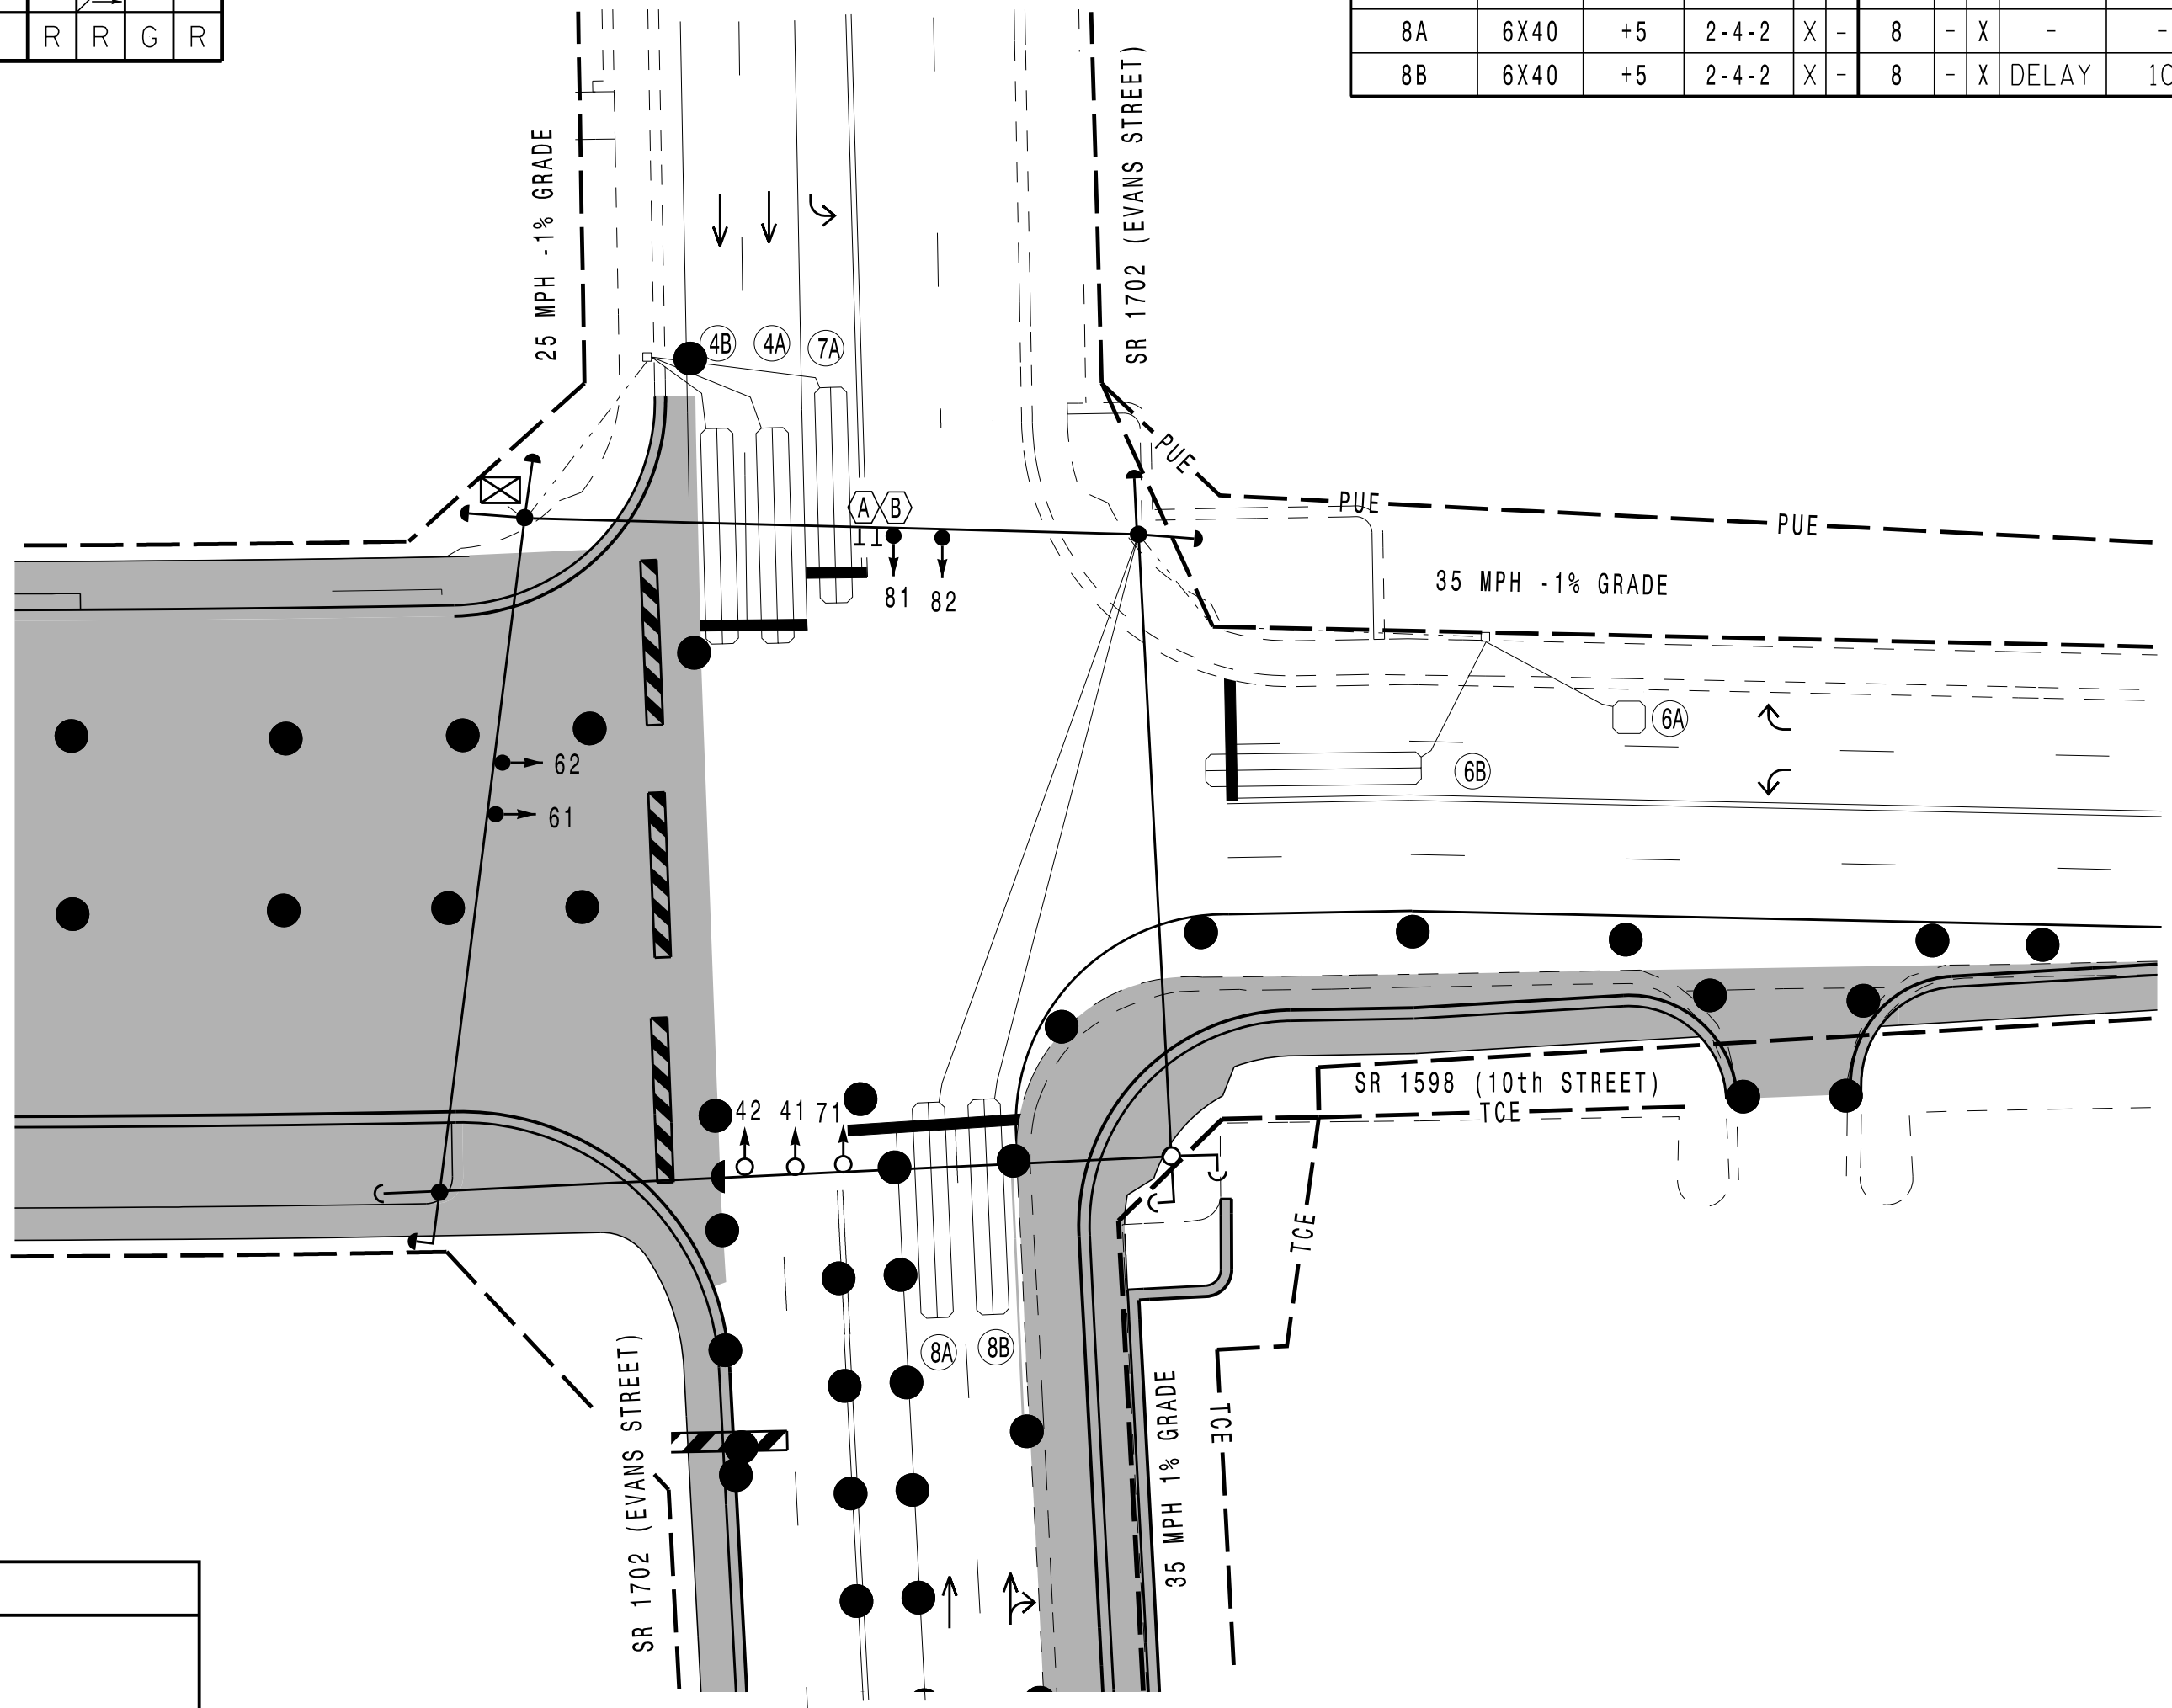 R R G R
8A 6X40 +5 2-4-2 X - 8 - X - -
8B 6X40 +5 2-4-2 X - 8 - X DELAY
25 MPH -1% GRADE
SR 1702 (EVANS STREET)
4B 4A 7A
PUE
PUE
PUE
A B
81 82
35 MPH -1% GRADE
6A
62
6B
61
SR 1598 (10th STREET)
42 41 71
TCE
TCE
8A 8B
SR 1702 (EVANS STREET)
35 MPH 1% GRADE
TCE